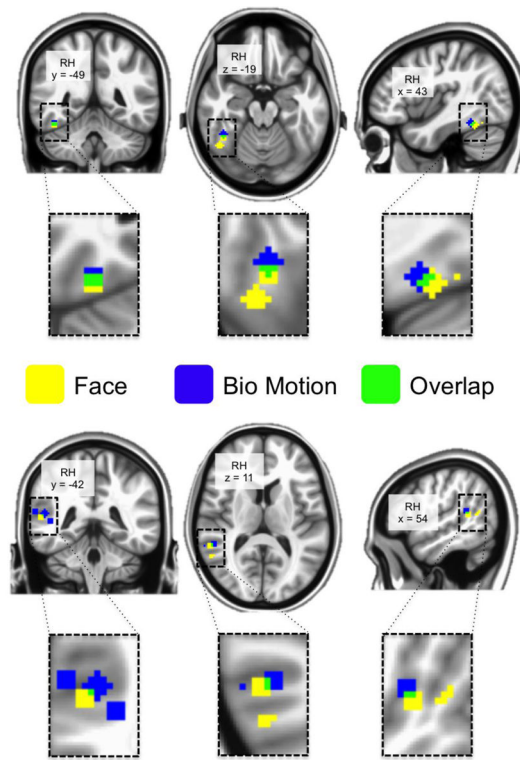 RH
y = -49
RH
z = -19
RH
x = 43
Face
Bio Motion
Overlap
RH
y = -42
RH
z = 11
RH
x = 54